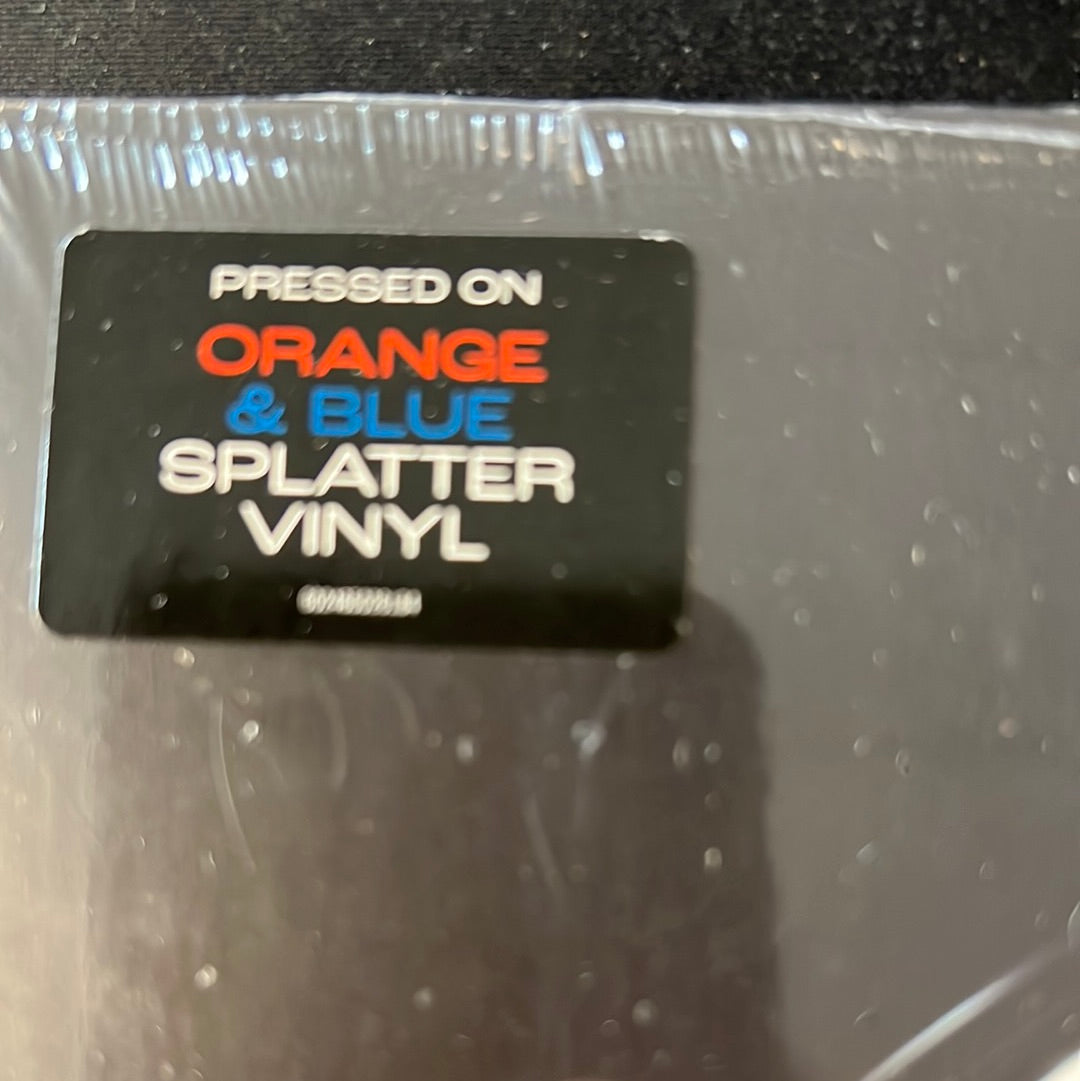 PRESSED ON
ORANGE
& BLUE
SPLATTER
VINYL